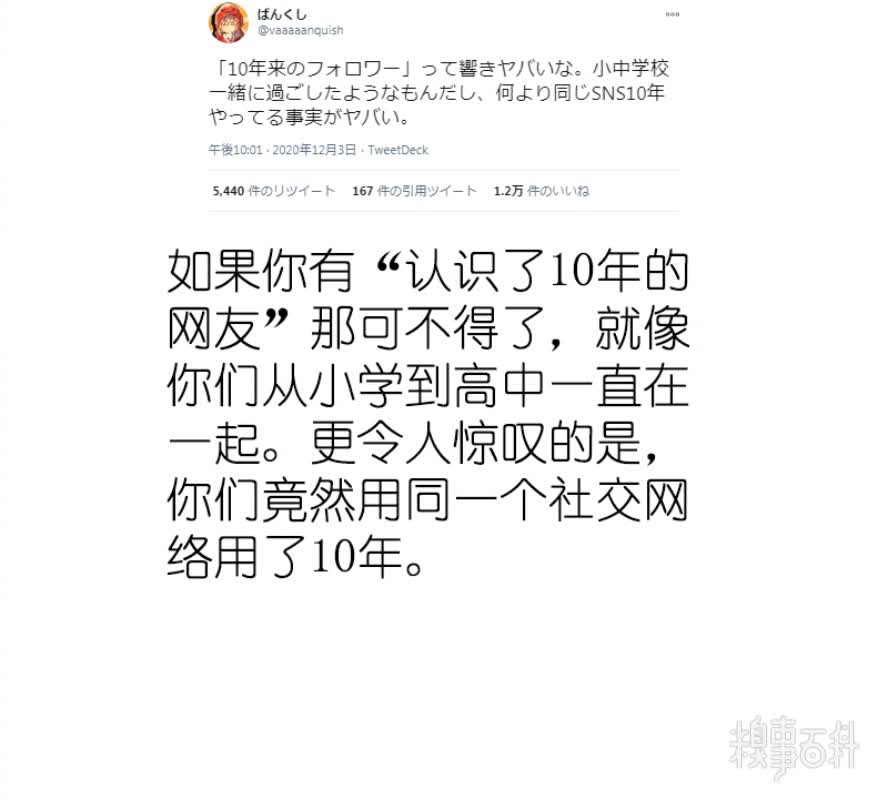 ばんくし
@vaaaaanquish
「10年来のフォロワー」って響きヤバいな。小中学校
一緒に過ごしたようなもんだし、何より同じSNS10年
やってる事実がヤバい。
午後10:01 · 2020年12月3日 · TweetDeck
5,440 件のリツイート 167 件の引用ツイート 1.2万 件のいいね
如果你有“认识了10年的
网友”那可不得了，就像
你们从小学到高中一直在
一起。更令人惊叹的是，
你们竟然用同一个社交网
络用了10年。
糗事百科